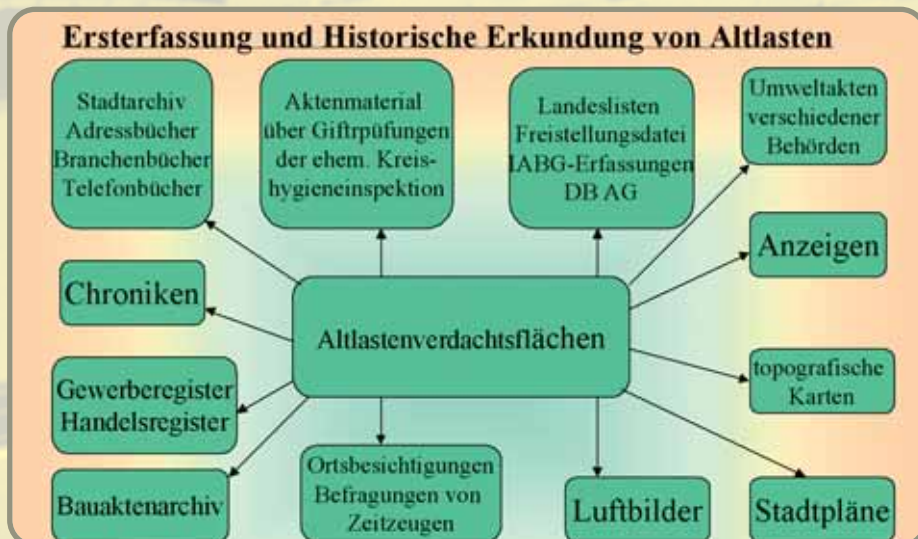 Ersterfassung und Historische Erkundung von Altlasten
Stadtarchiv
Adressbücher
Branchenbücher
Telefonbücher
Aktenmaterial
über Giftrpüfungen
der ehem. Kreis-
hygieneinspektion
Landeslisten
Freistellungsdatei
IABG-Erfassungen
DB AG
Umweltakten
verschiedener
Behörden
Chroniken
Anzeigen
Altlastenverdachtsflächen
Gewerberegister
Handelsregister
topografische
Karten
Bauaktenarchiv
Ortsbesichtigungen
Befragungen von
Zeitzeugen
Luftbilder
Stadtpläne